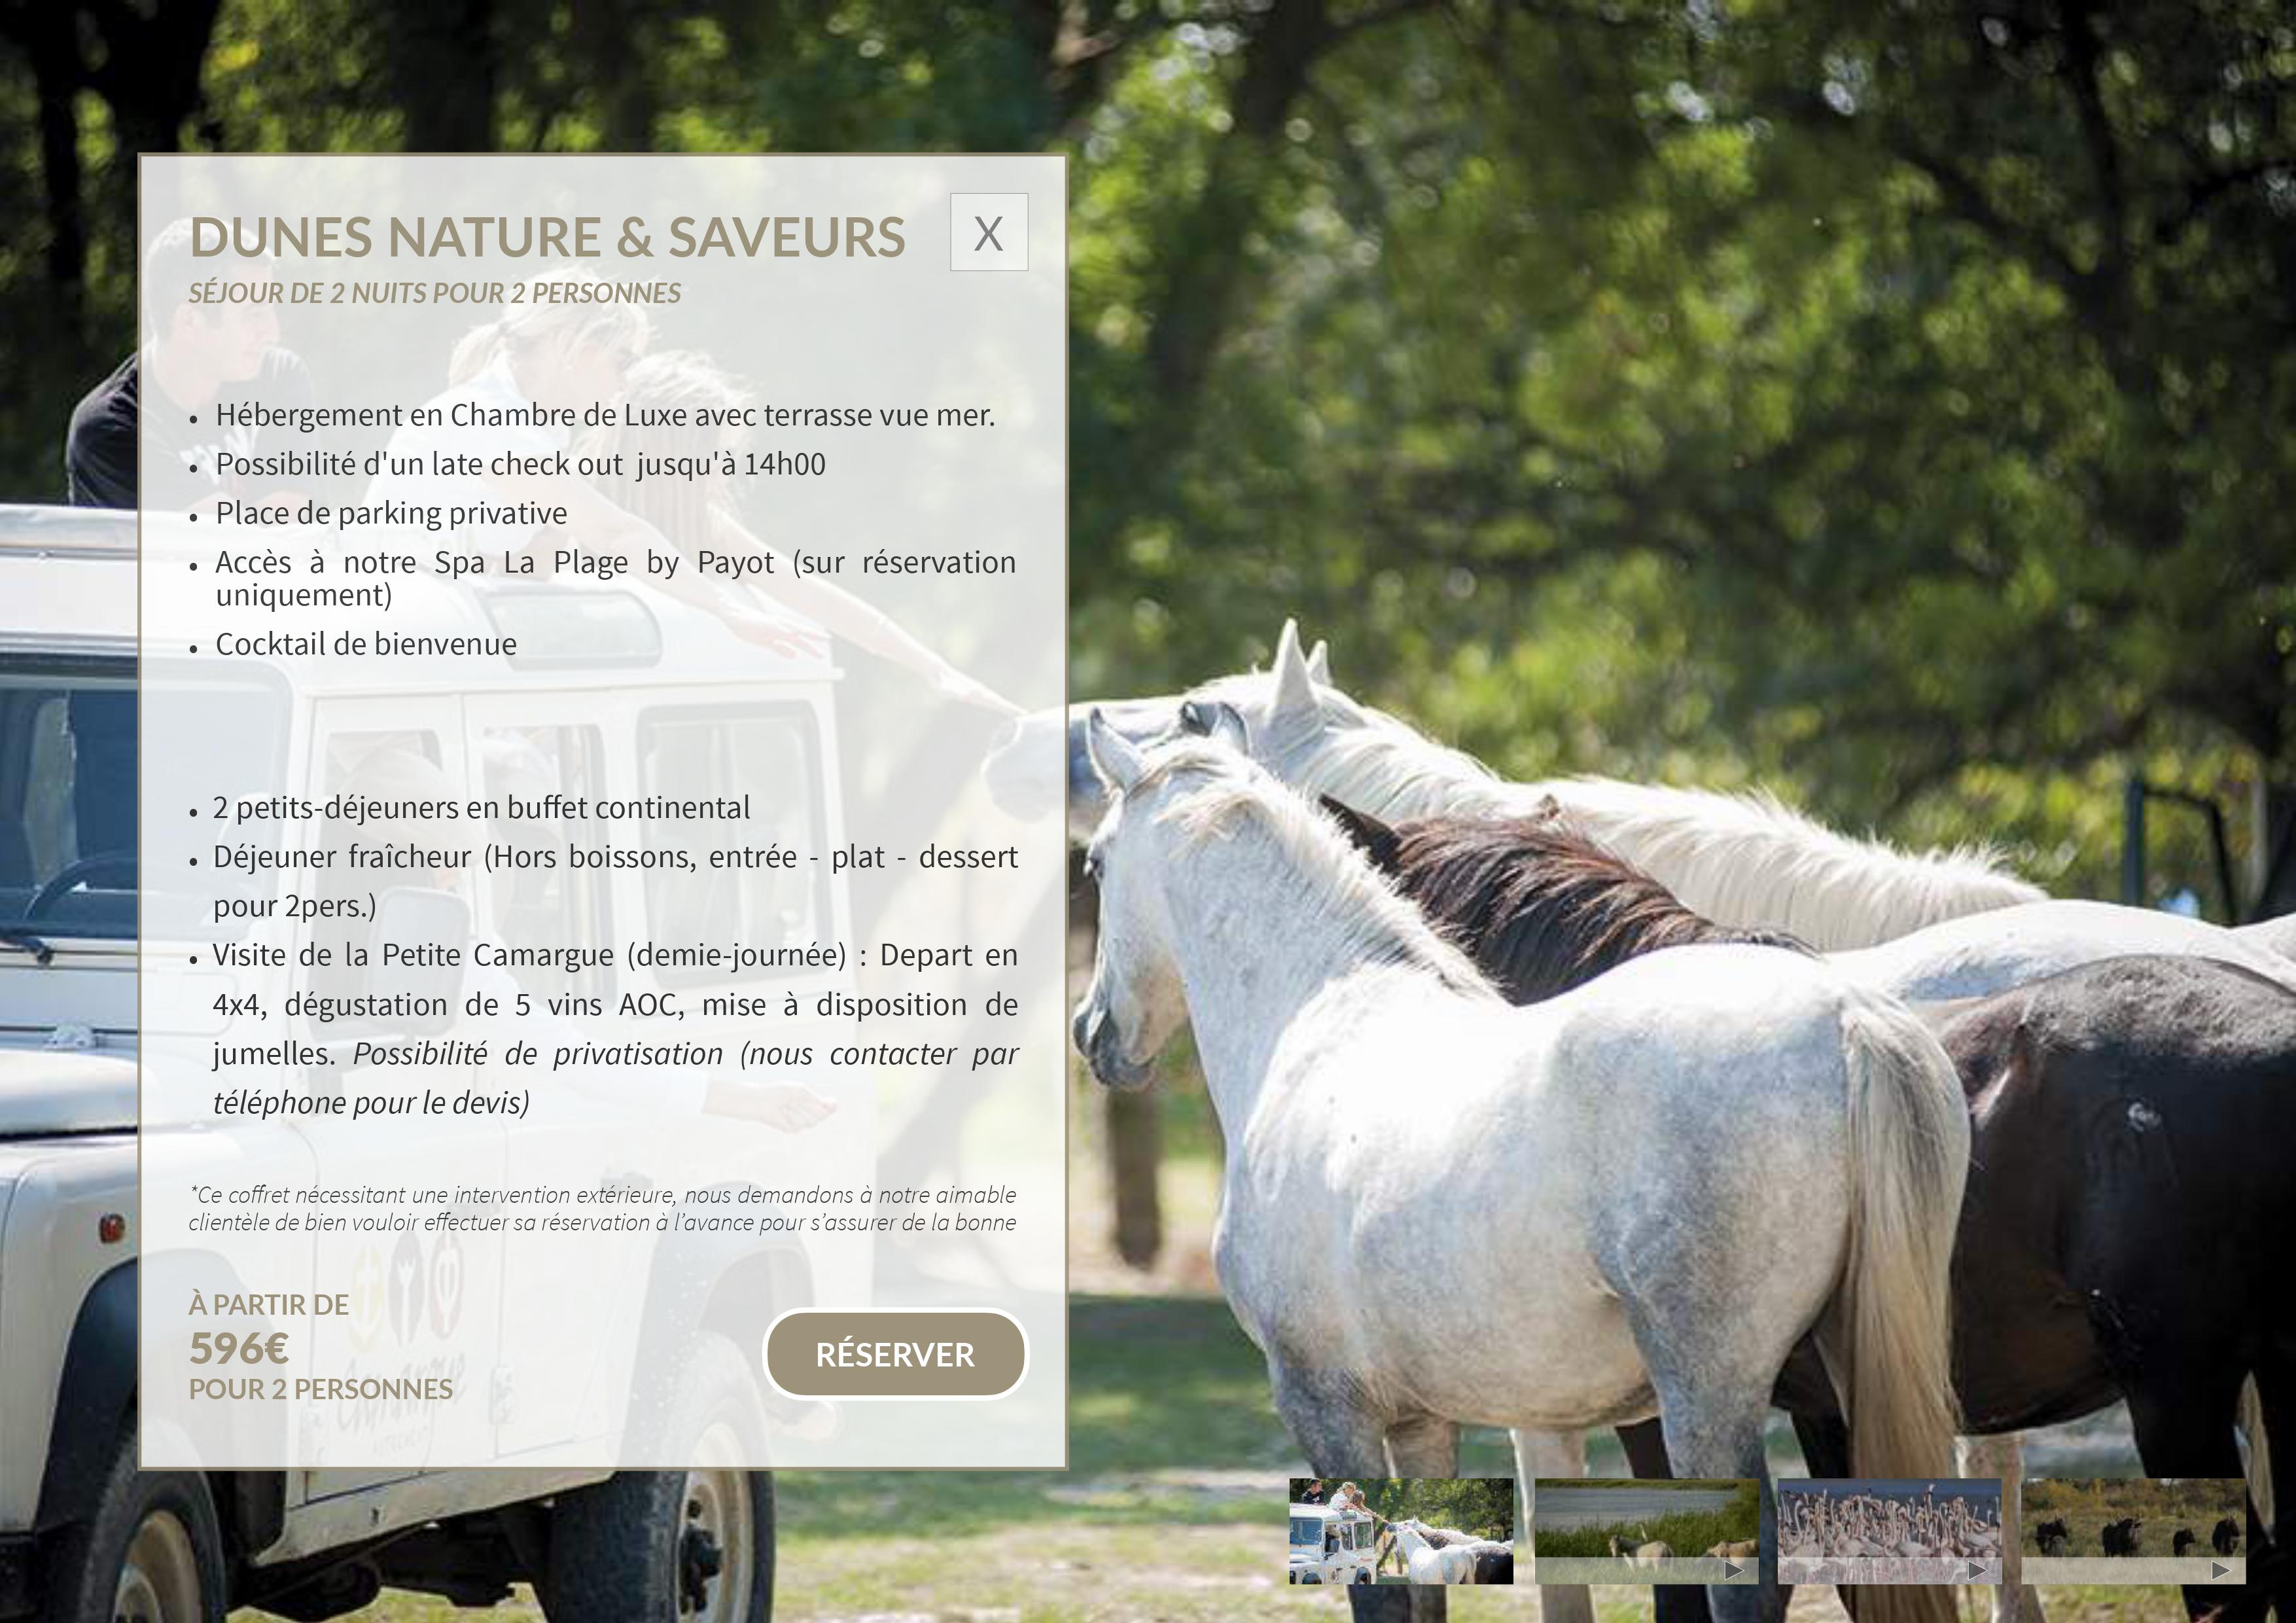 DUNES NATURE & SAVEURS
X
SÉJOUR DE 2 NUITS POUR 2 PERSONNES
• Hébergement en Chambre de Luxe avec terrasse vue mer.
• Possibilité d'un late check out  jusqu'à 14h00
• Place de parking privative
• Accès à notre Spa La Plage by Payot (sur réservation
uniquement)
• Cocktail de bienvenue
• 2 petits-déjeuners en buffet continental
• Déjeuner fraîcheur (Hors boissons, entrée - plat - dessert
pour 2pers.)
• Visite de la Petite Camargue (demie-journée) : Depart en
4x4, dégustation de 5 vins AOC, mise à disposition de
jumelles. Possibilité de privatisation (nous contacter par
téléphone pour le devis)
*Ce coffret nécessitant une intervention extérieure, nous demandons à notre aimable
clientèle de bien vouloir effectuer sa réservation à l’avance pour s’assurer de la bonne
À PARTIR DE
596€
POUR 2 PERSONNES
RÉSERVER
Camargue